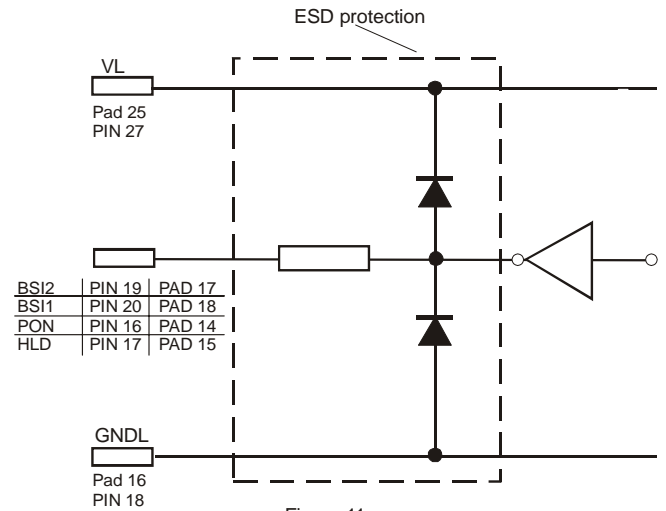 ESD protection
VL
Pad 25
PIN 27
BSI2 PIN 19 PAD 17
BSI1 PIN 20 PAD 18
PON PIN 16 PAD 14
HLD PIN 17 PAD 15
GNDL
Pad 16
PIN 18